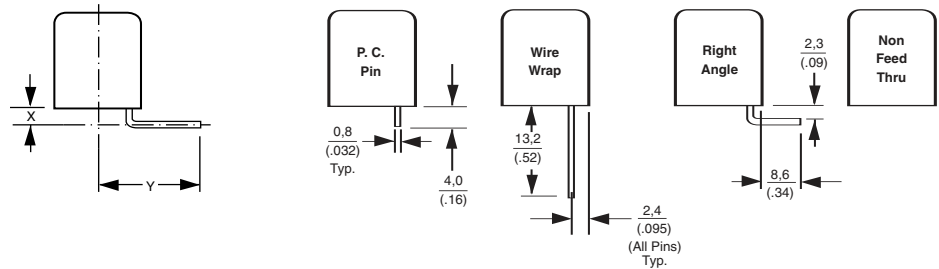 X
Y
P. C.
Pin
0,8
(.032)
Typ.
4,0
(.16)
Wire
Wrap
13,2
(.52)
2,4
(.095)
(All Pins)
Typ.
Right
Angle
2,3
(.09)
8,6
(.34)
Non
Feed
Thru